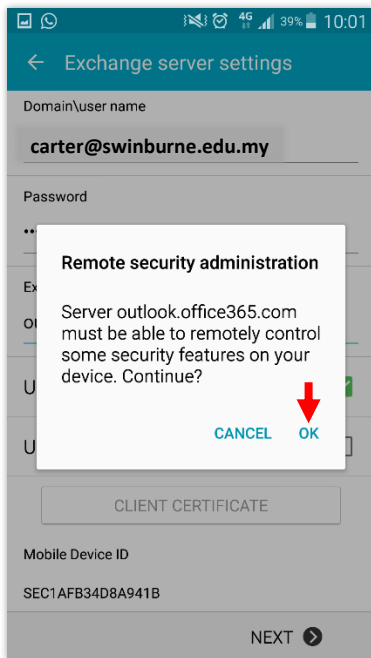 4G 39% 10:01
Exchange server settings
Domain\user name
carter@swinburne.edu.my
Password
Ex
Remote security administration
Server outlook.office365.com
must be able to remotely control
some security features on your
device. Continue?
U
CANCEL OK
U
CLIENT CERTIFICATE
Mobile Device ID
SEC1AFB34D8A941B
NEXT